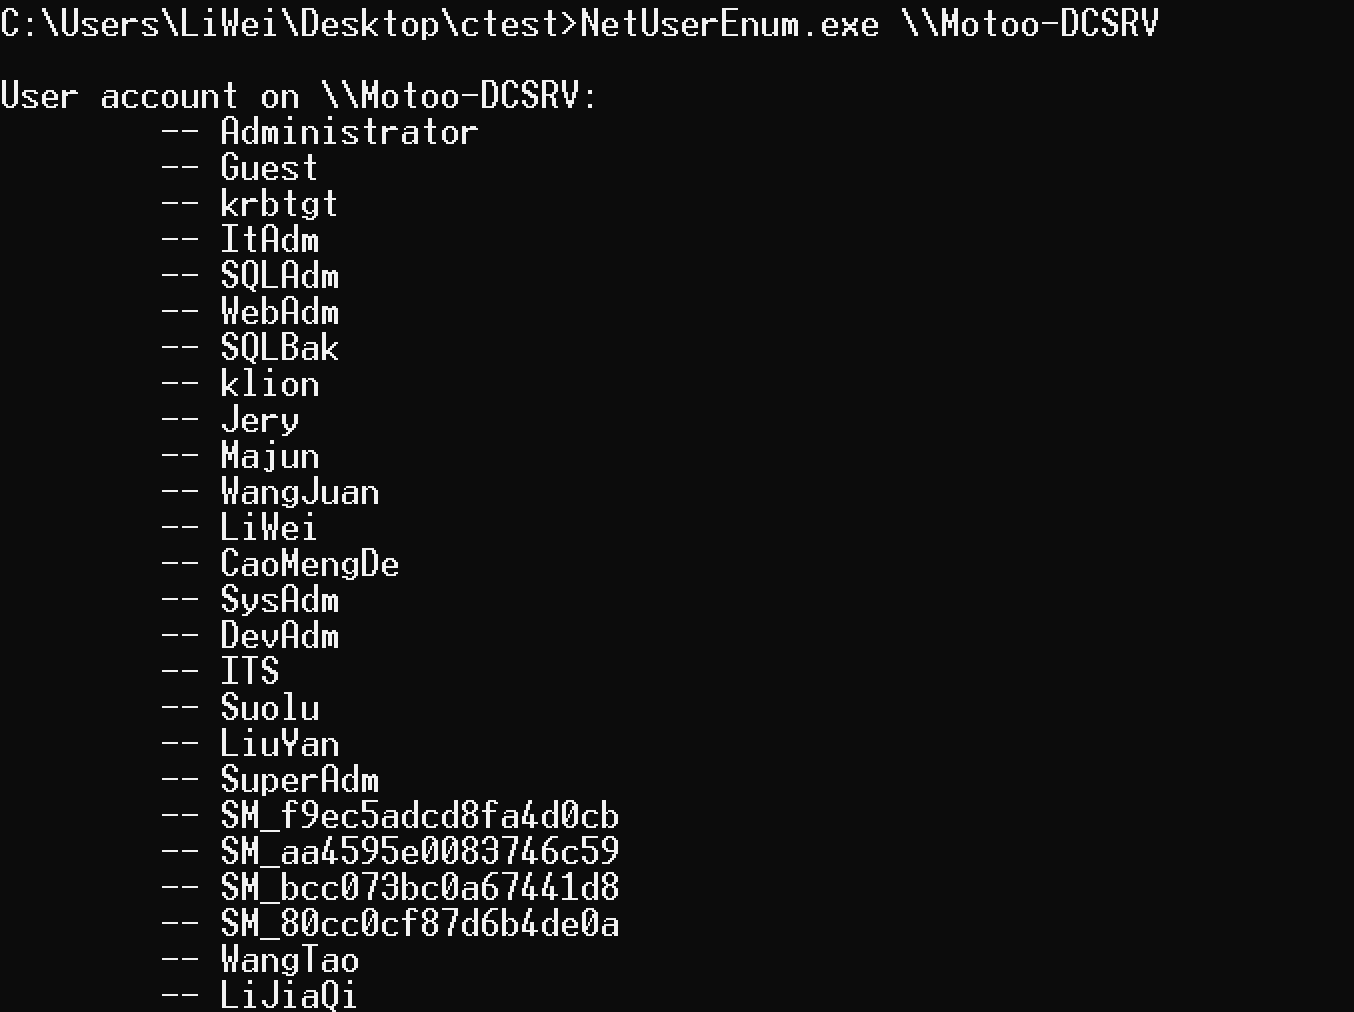 C:\Users\LiWei\Desktop\ctest>NetUserEnum.exe \\Motoo-DCSRV
User account on \\Motoo-DCSRV:
-- Administrator
-- Guest
-- krbtgt
-- ItAdm
-- SQLAdm
-- WebAdm
-- SQLBak
-- klion
-- Jery
-- Majun
-- WangJuan
-- LiWei
-- CaoMengDe
-- SysAdm
-- DevAdm
-- ITS
-- Suolu
-- LiuYan
-- SuperAdm
-- SM_f9ec5adcd8fa4d0cb
-- SM_aa4595e0083746c59
-- SM_bcc073bc0a67441d8
-- SM_80cc0cf87d6b4de0a
-- WangTao
-- LiJiaQi